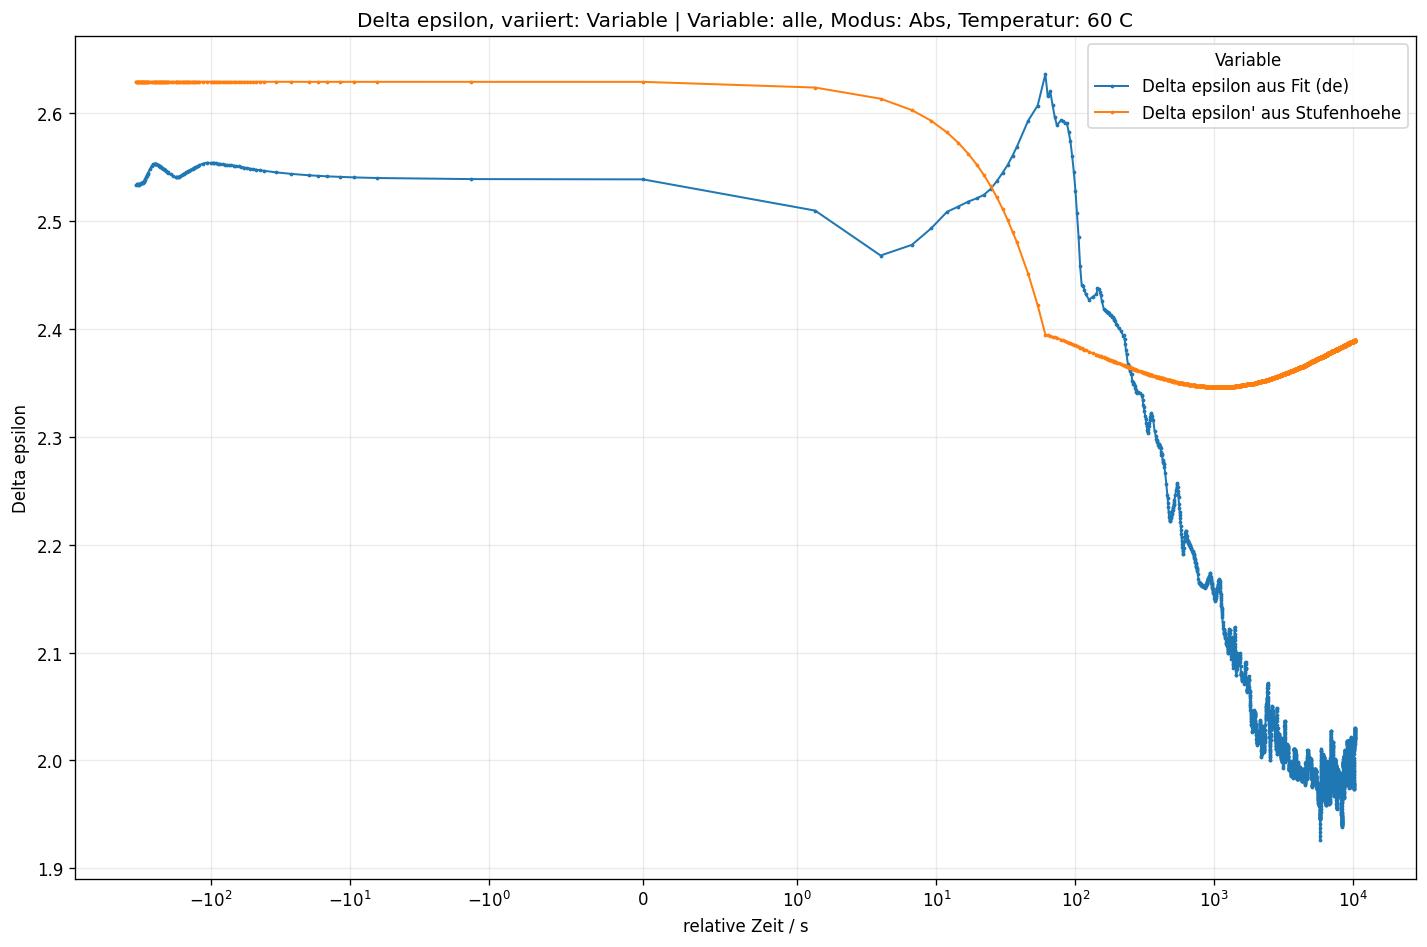 Delta epsilon, variiert: Variable | Variable: alle, Modus: Abs, Temperatur: 60 C
Variable
Delta epsilon aus Fit (de)
Delta epsilon' aus Stufenhoehe
Delta epsilon
2.6
2.5
2.4
2.3
2.2
2.1
2.0
1.9
−10² −10¹ −10⁰ 0 10⁰ 10¹ 10² 10³ 10⁴
relative Zeit / s